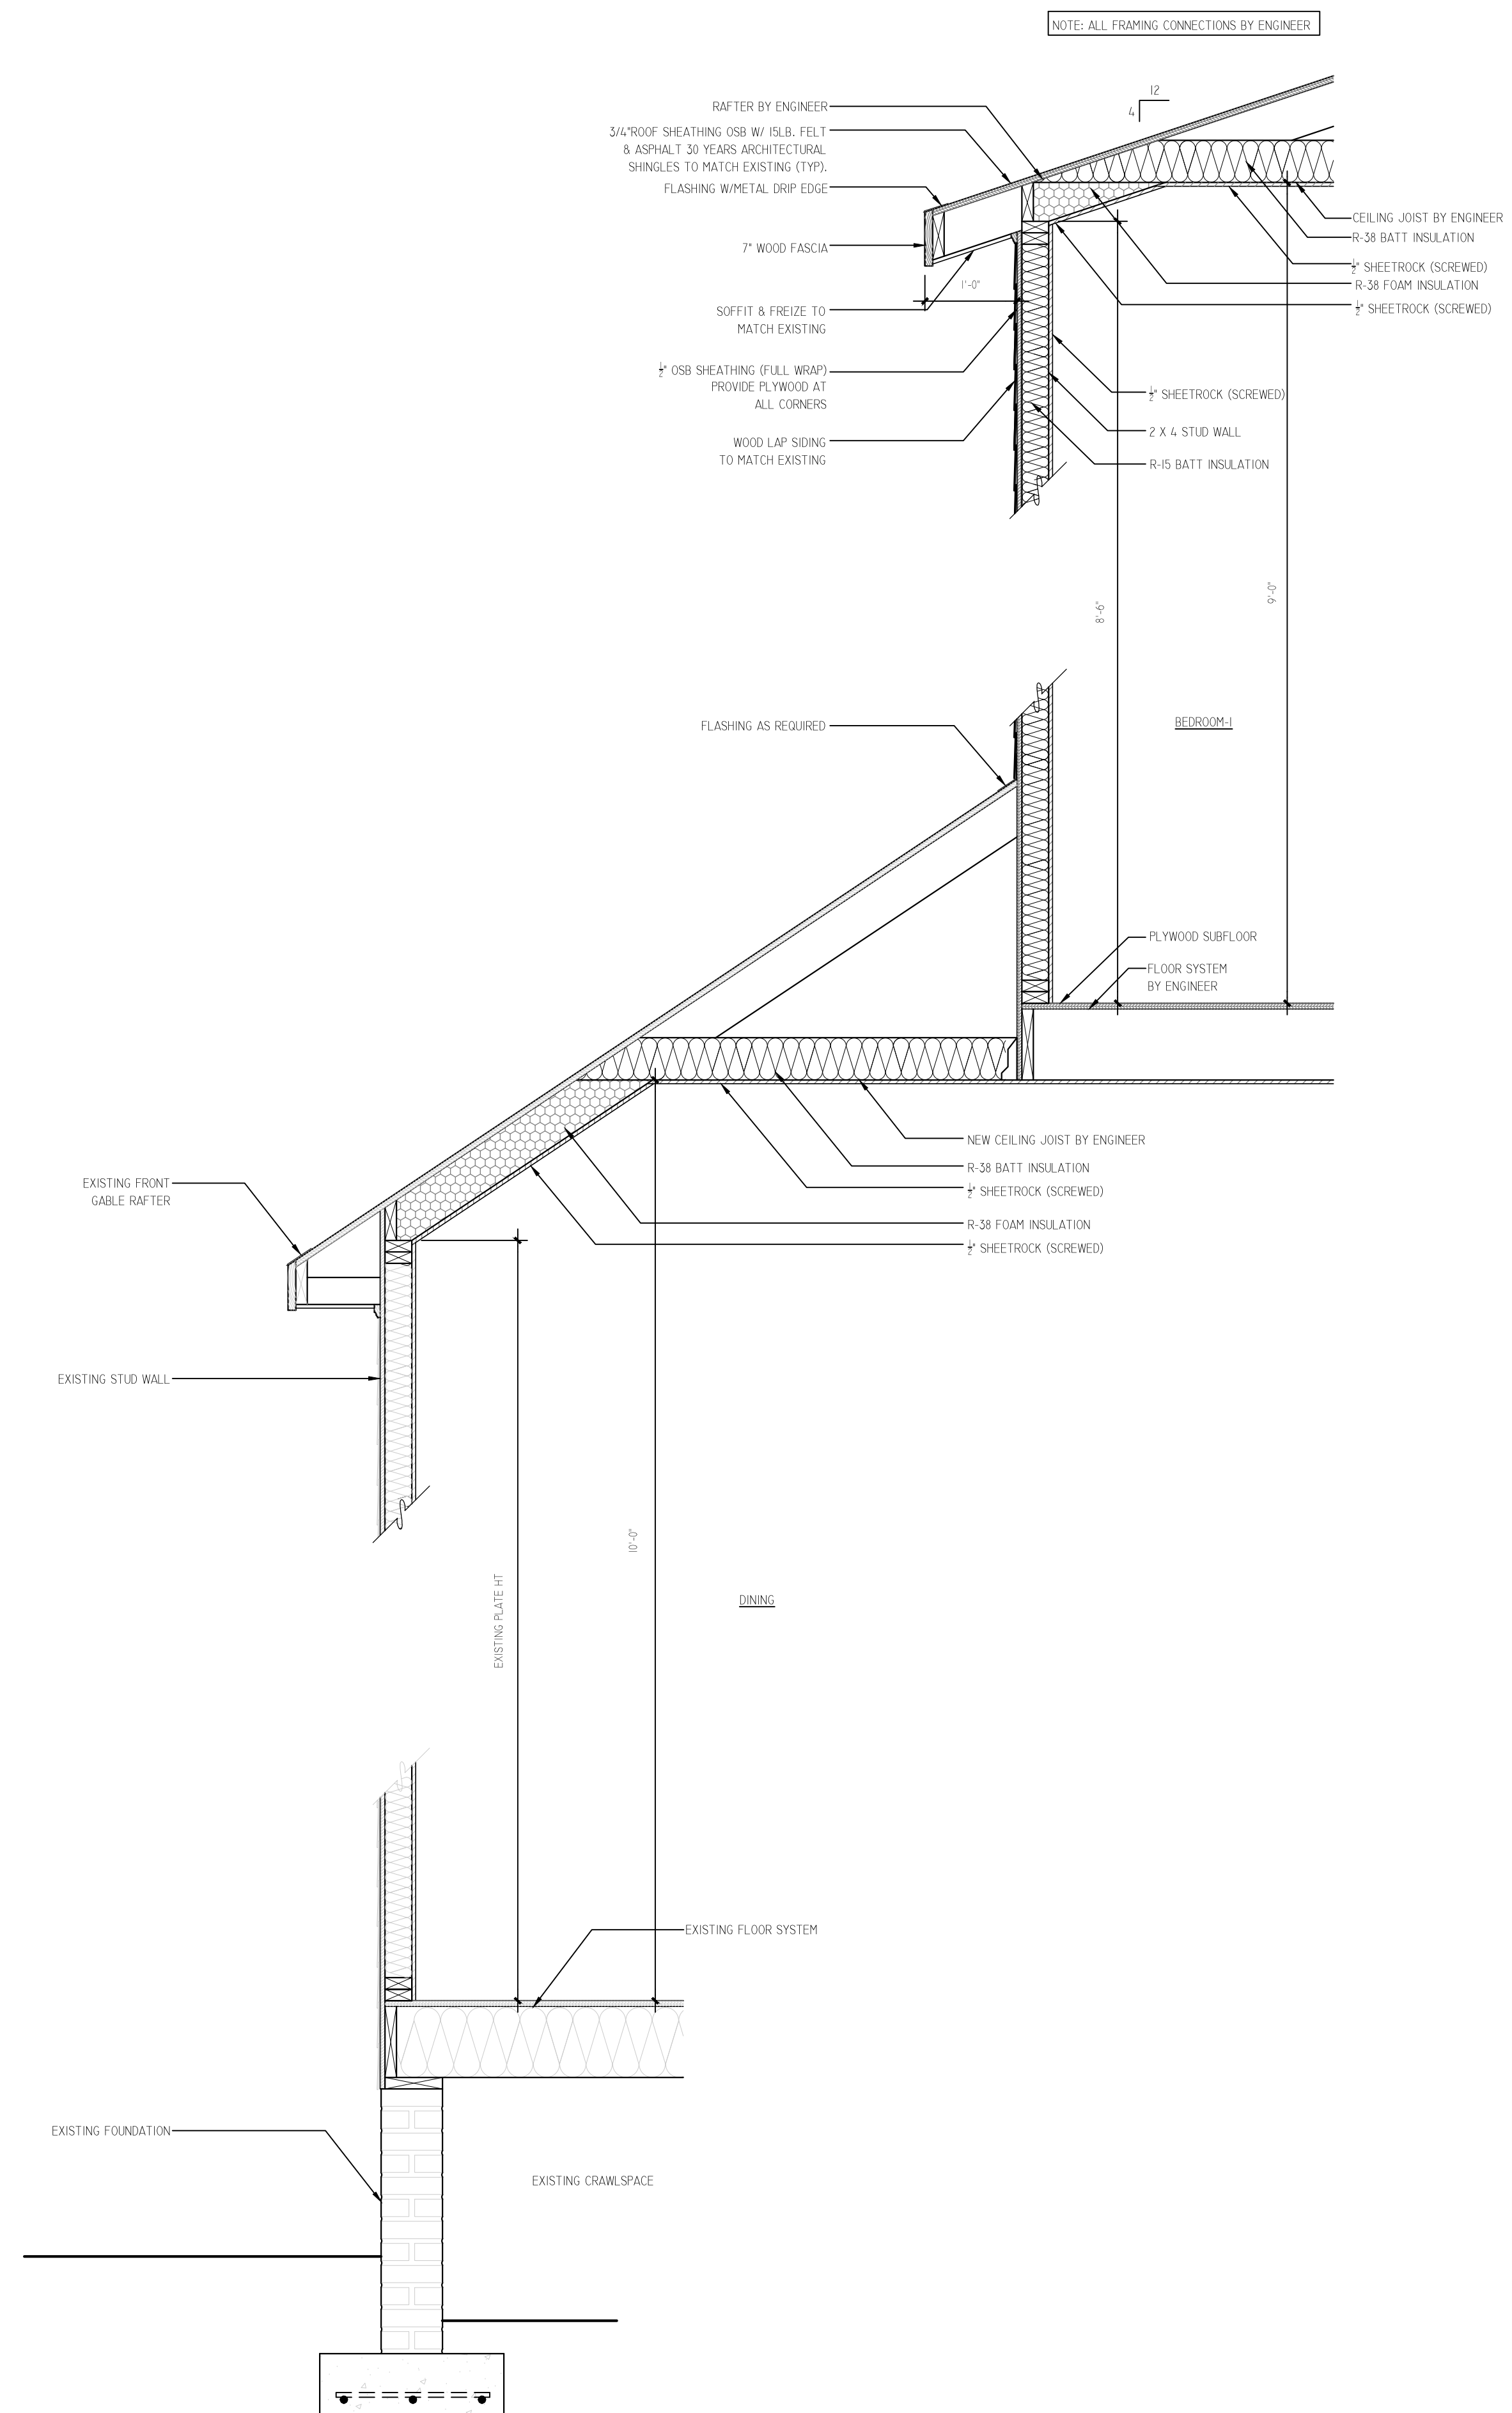 NOTE: ALL FRAMING CONNECTIONS BY ENGINEER
12
4
RAFTER BY ENGINEER
3/4"ROOF SHEATHING OSB W/ 15LB. FELT
& ASPHALT 30 YEARS ARCHITECTURAL
SHINGLES TO MATCH EXISTING (TYP).
FLASHING W/METAL DRIP EDGE
7" WOOD FASCIA
1'-0"
SOFFIT & FREIZE TO
MATCH EXISTING
½" OSB SHEATHING (FULL WRAP)
PROVIDE PLYWOOD AT
ALL CORNERS
WOOD LAP SIDING
TO MATCH EXISTING
CEILING JOIST BY ENGINEER
R-38 BATT INSULATION
½" SHEETROCK (SCREWED)
R-38 FOAM INSULATION
½" SHEETROCK (SCREWED)
½" SHEETROCK (SCREWED)
2 X 4 STUD WALL
R-15 BATT INSULATION
8'-6"
9'-0"
FLASHING AS REQUIRED
BEDROOM-1
PLYWOOD SUBFLOOR
FLOOR SYSTEM
BY ENGINEER
NEW CEILING JOIST BY ENGINEER
R-38 BATT INSULATION
½" SHEETROCK (SCREWED)
R-38 FOAM INSULATION
½" SHEETROCK (SCREWED)
EXISTING FRONT
GABLE RAFTER
EXISTING STUD WALL
EXISTING PLATE HT
10'-0"
DINING
EXISTING FLOOR SYSTEM
EXISTING FOUNDATION
EXISTING CRAWLSPACE